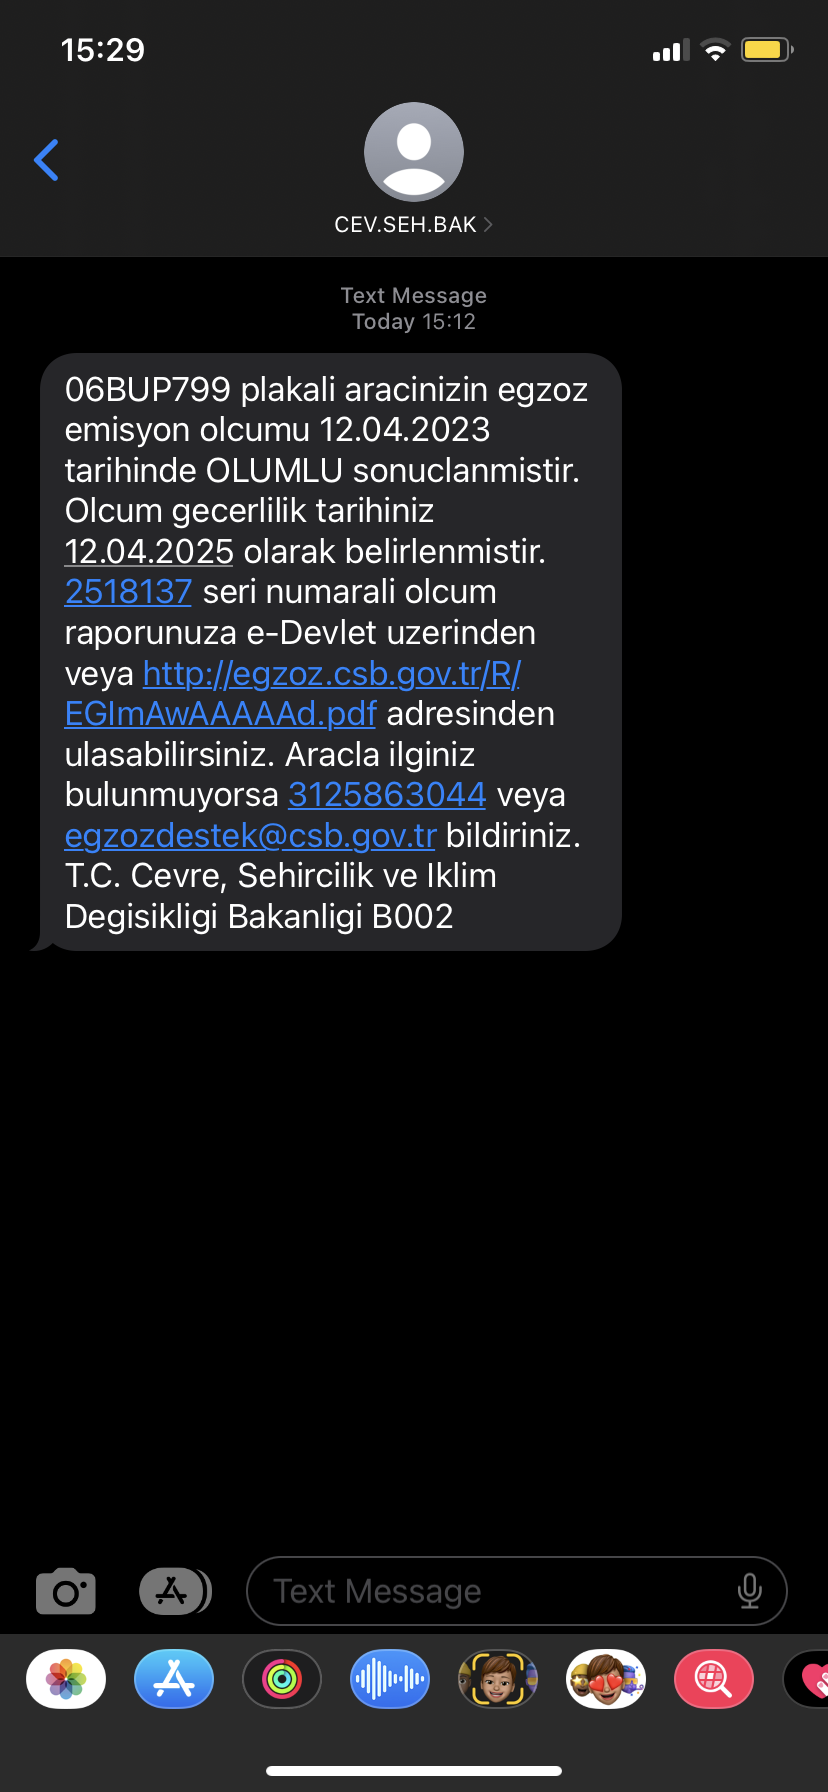 15:29
CEV.SEH.BAK
Text Message
Today 15:12
06BUP799 plakali aracinizin egzoz
emisyon olcumu 12.04.2023
tarihinde OLUMLU sonuclanmistir.
Olcum gecerlilik tarihiniz
12.04.2025 olarak belirlenmistir.
2518137 seri numarali olcum
raporunuza e-Devlet uzerinden
veya http://egzoz.csb.gov.tr/R/
EGImAwAAAAAd.pdf adresinden
ulasabilirsiniz. Aracla ilginiz
bulunmuyorsa 3125863044 veya
egzozdestek@csb.gov.tr bildiriniz.
T.C. Cevre, Sehircilik ve Iklim
Degisikligi Bakanligi B002
Text Message